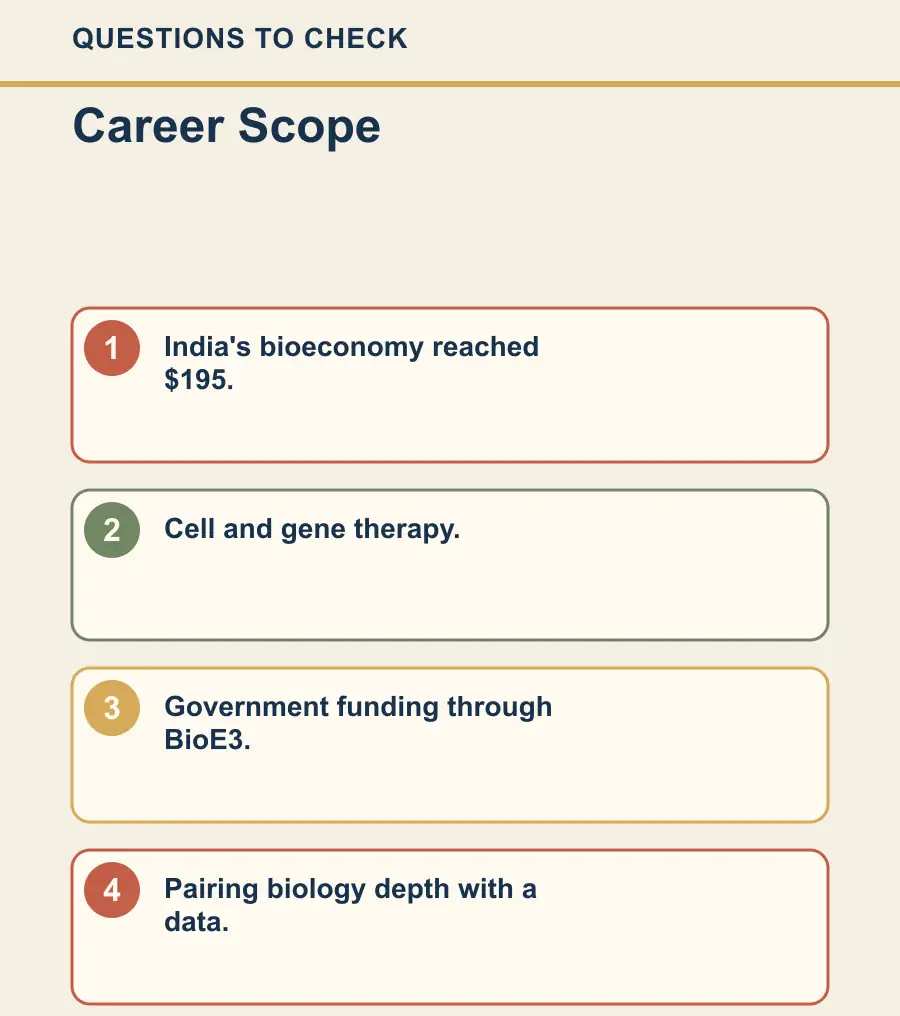 QUESTIONS TO CHECK
Career Scope
1
India's bioeconomy reached
$195.
2
Cell and gene therapy.
3
Government funding through
BioE3.
4
Pairing biology depth with a
data.